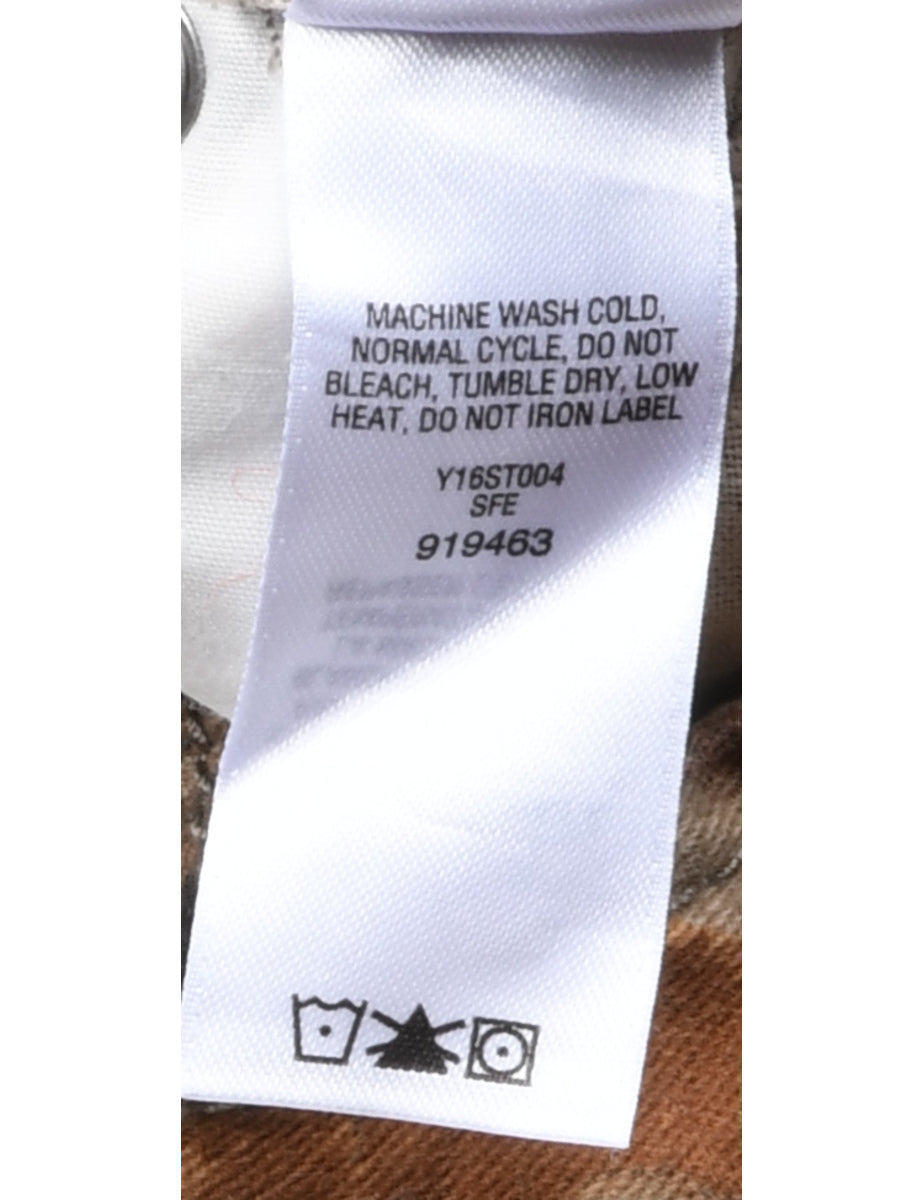 MACHINE WASH COLD,
NORMAL CYCLE, DO NOT
BLEACH, TUMBLE DRY, LOW
HEAT, DO NOT IRON LABEL
Y16ST004
SFE
919463